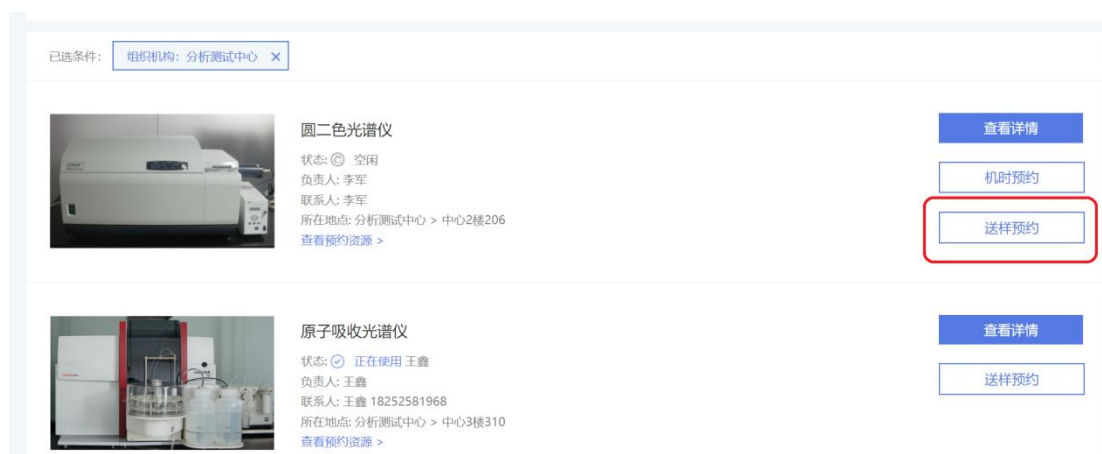 已选条件: 组织机构: 分析测试中心 ×
圆二色光谱仪
状态: 空闲
负责人: 李军
联系人: 李军
所在地点: 分析测试中心 > 中心2楼206
查看预约资源 >
查看详情
机时预约
送样预约
原子吸收光谱仪
状态: 正在使用 王鑫
负责人: 王鑫
联系人: 王鑫 18252581968
所在地点: 分析测试中心 > 中心3楼310
查看预约资源 >
查看详情
送样预约